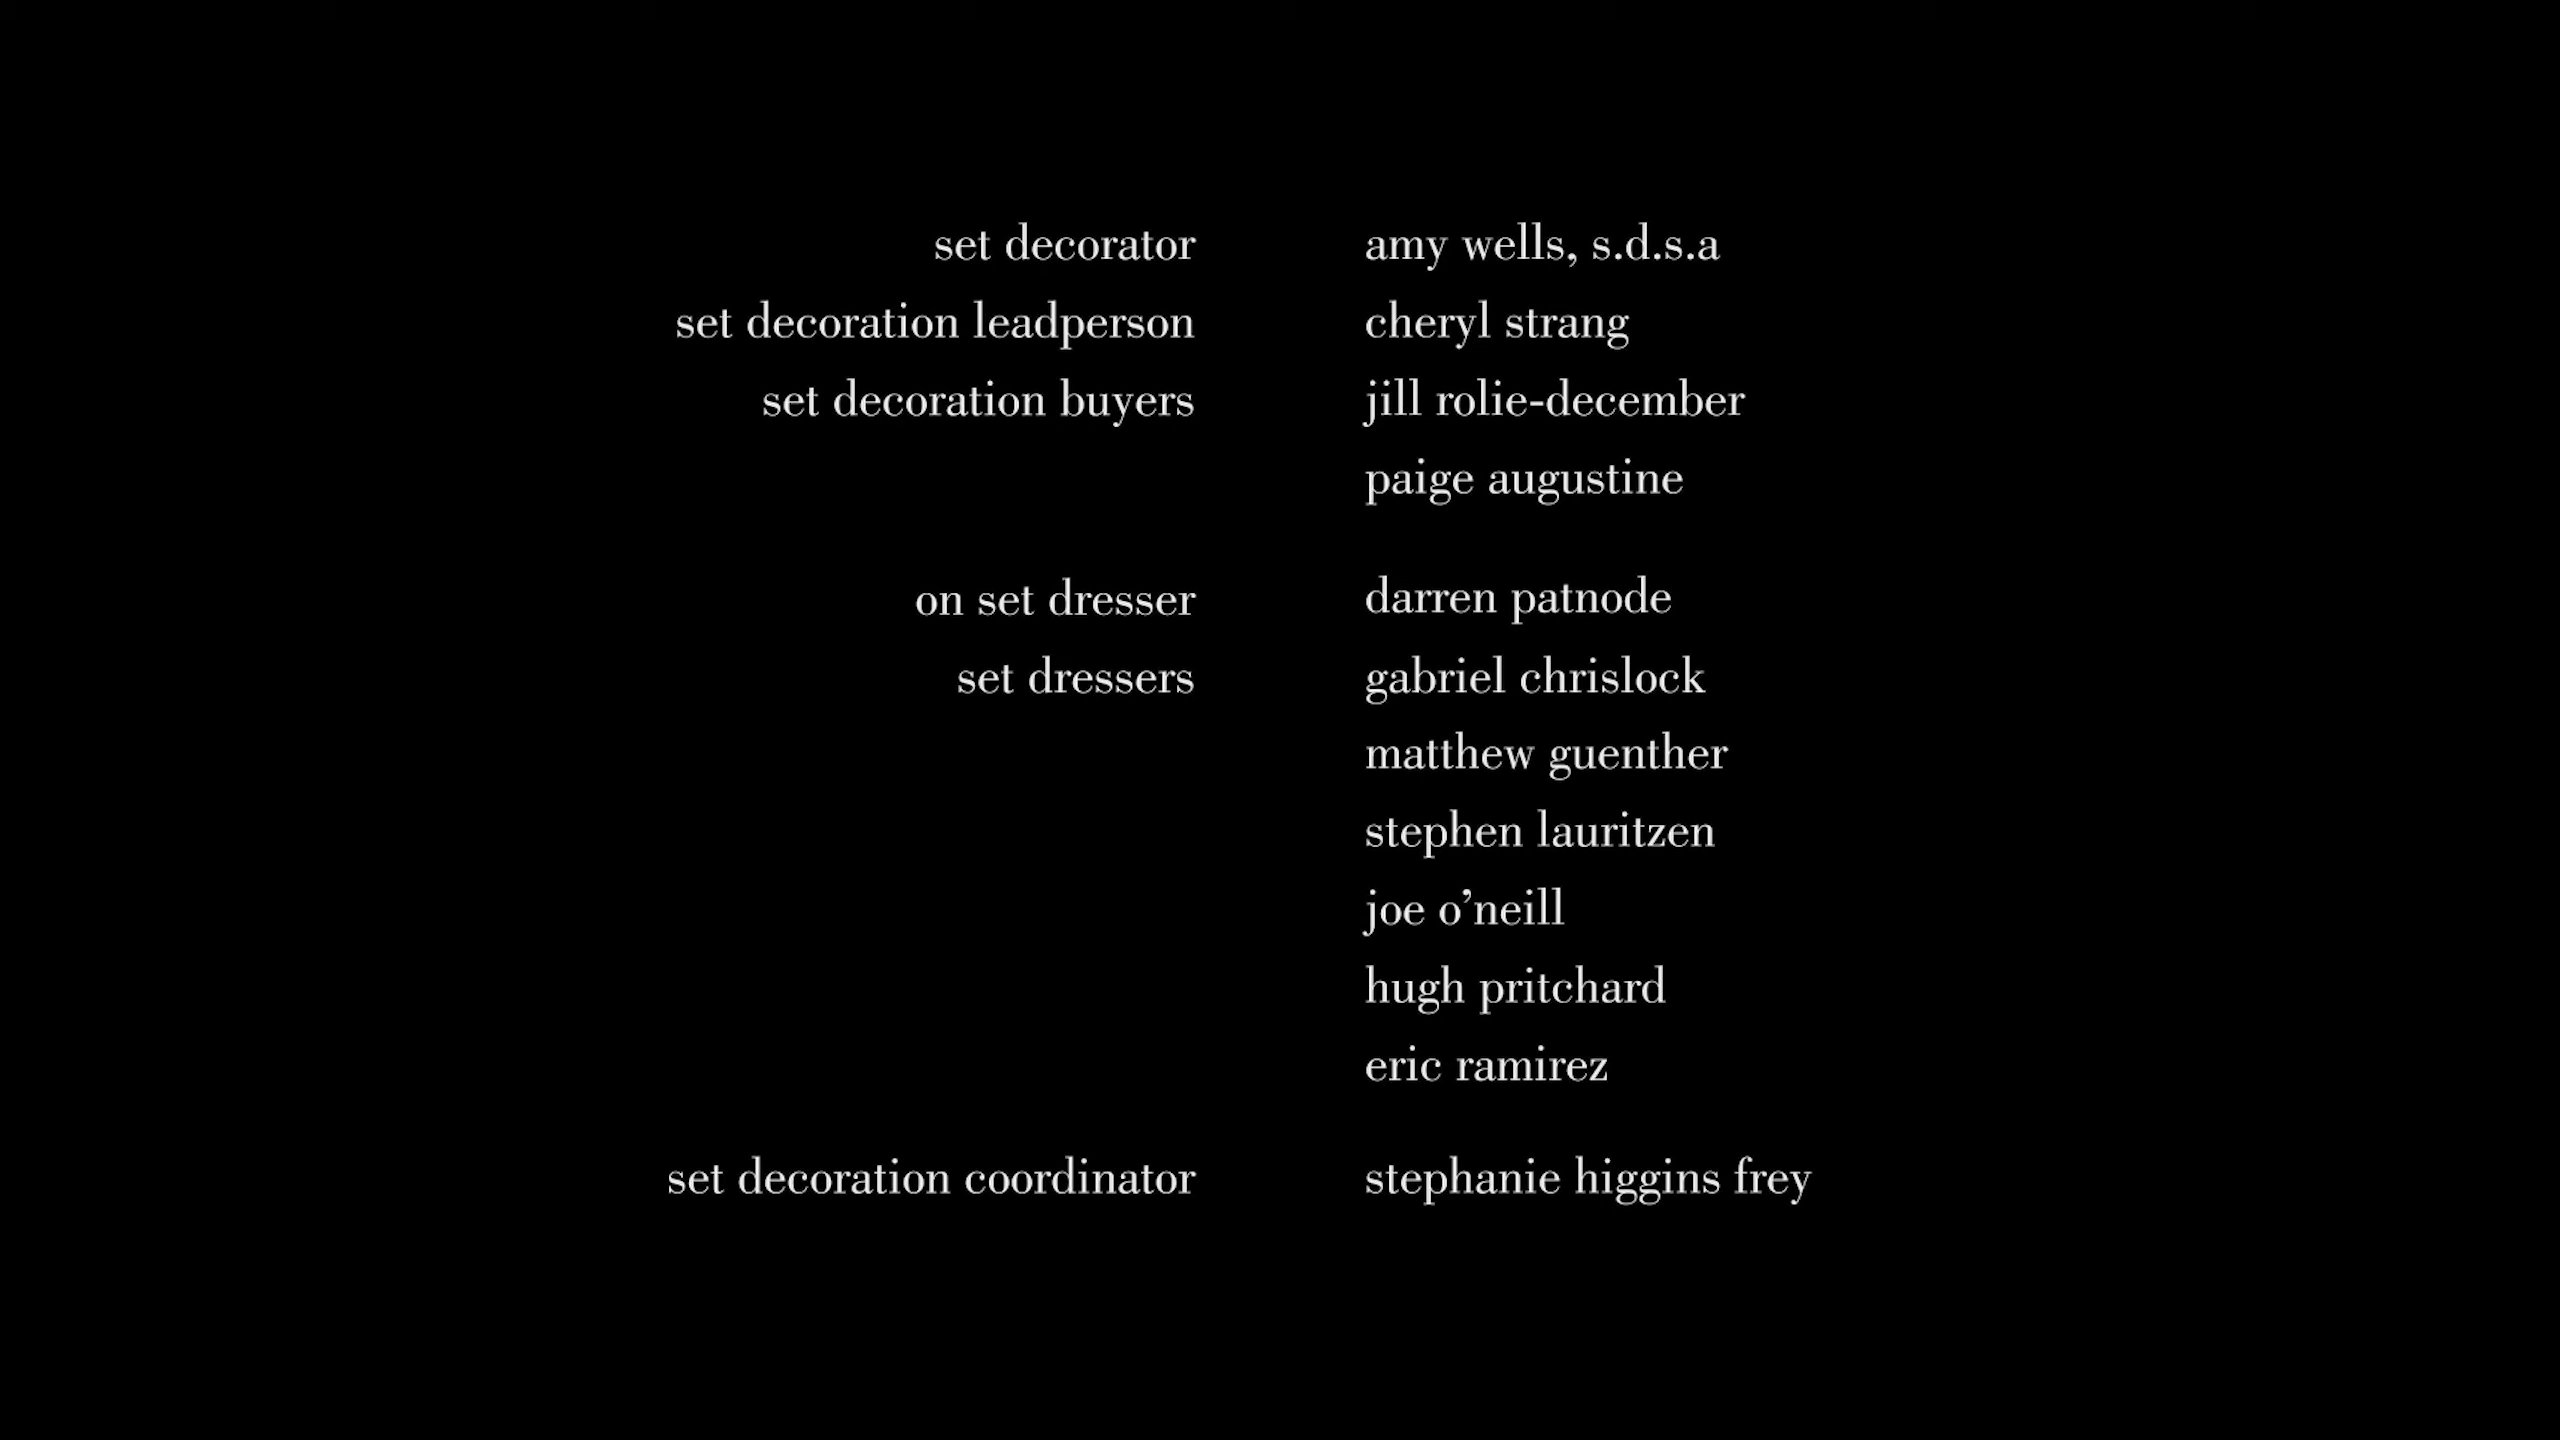 set decorator amy wells, s.d.s.a
set decoration leadperson cheryl strang
set decoration buyers jill rolie-december
paige augustine
on set dresser darren patnode
set dressers gabriel chrislock
matthew guenther
stephen lauritzen
joe o’neill
hugh pritchard
eric ramirez
set decoration coordinator stephanie higgins frey